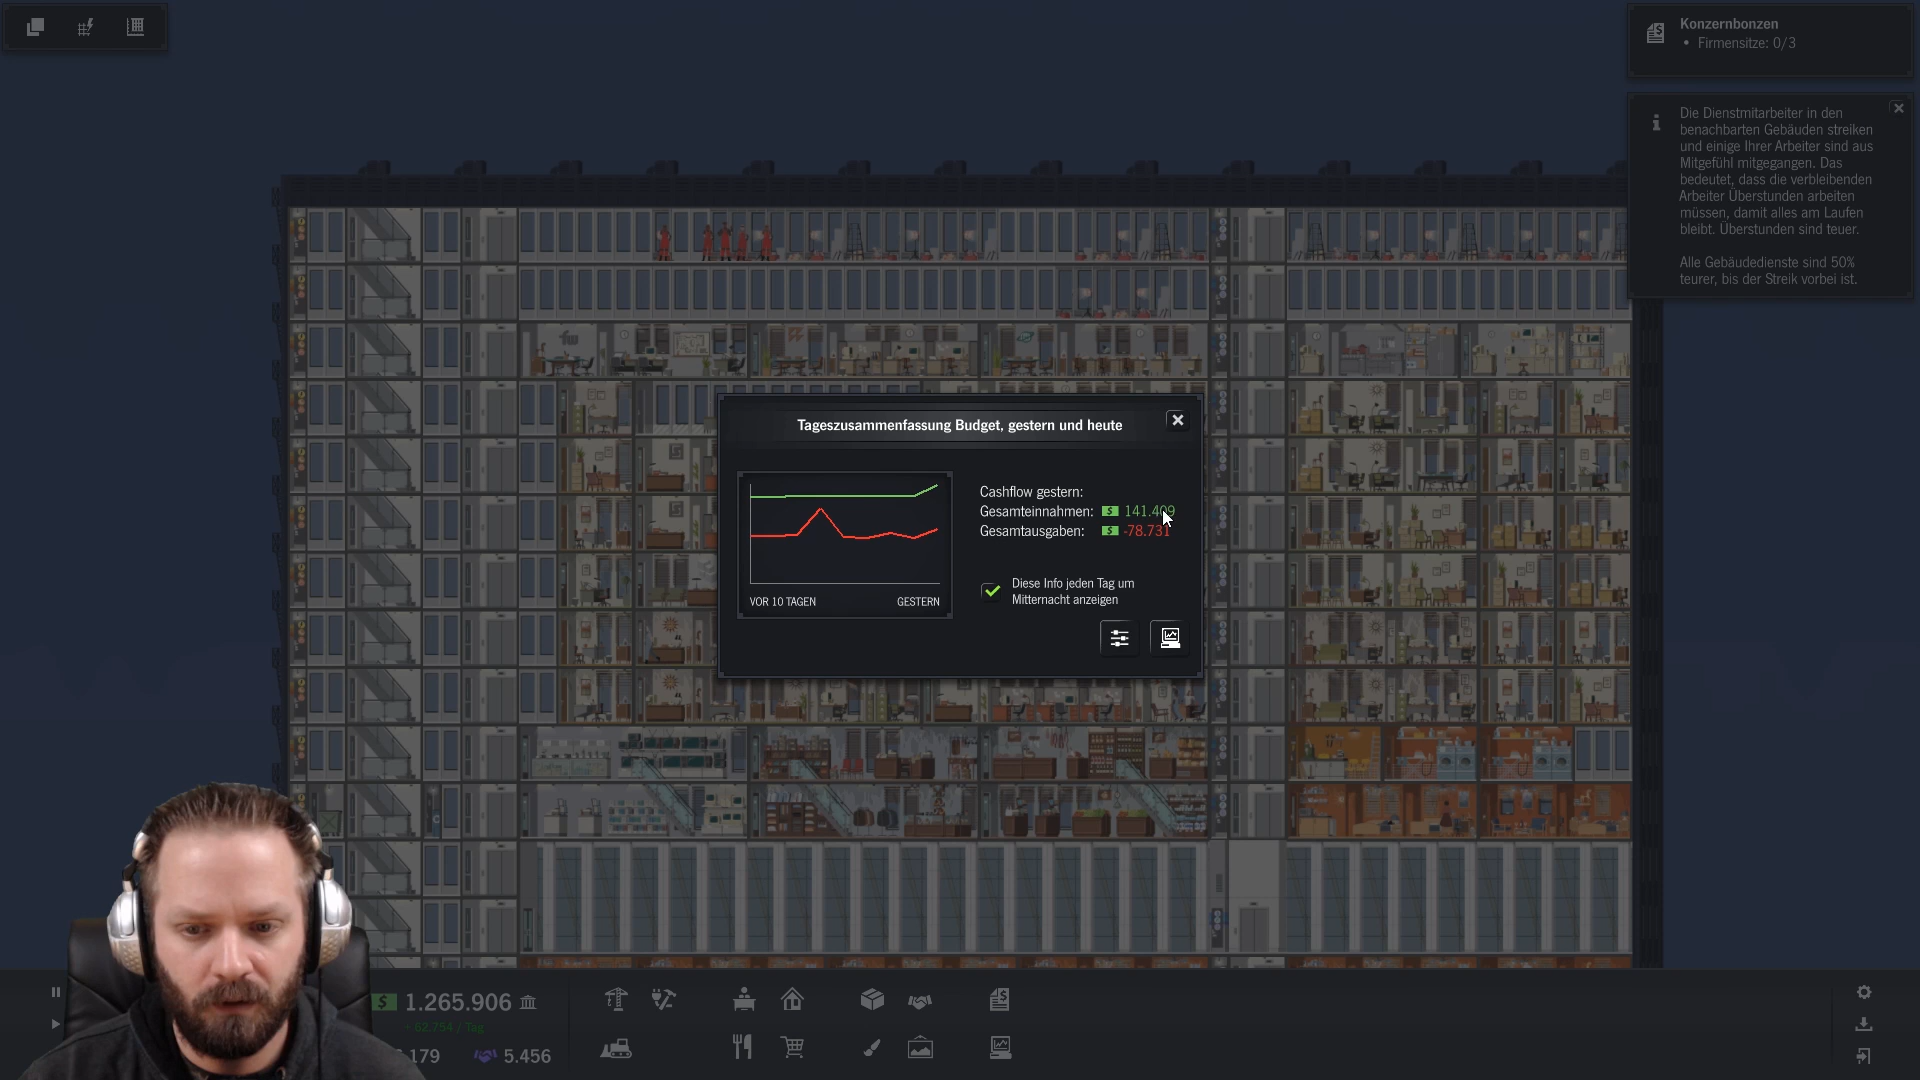 Konzernbonzen
• Firmensitze: 0/3
Die Dienstmitarbeiter in den
benachbarten Gebäuden streiken
und einige Ihrer Arbeiter sind aus
Mitgefühl mitgegangen. Das
bedeutet, dass die verbleibenden
Arbeiter Überstunden arbeiten
müssen, damit alles am Laufen
bleibt. Überstunden sind teuer.
Alle Gebäudedienste sind 50%
teurer, bis der Streik vorbei ist.
Tageszusammenfassung Budget, gestern und heute
Cashflow gestern:
Gesamteinnahmen: $ 141.409
Gesamtausgaben: $ -78.731
Diese Info jeden Tag um
Mitternacht anzeigen
VOR 10 TAGEN GESTERN
$ 1.265.906
+ 62.754 / Tag
179 5.456